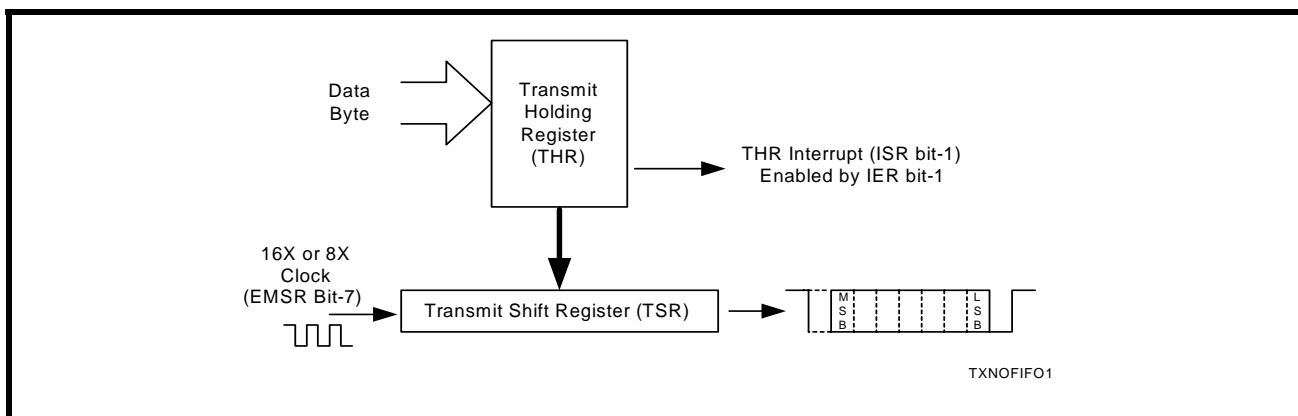 Data
Byte
Transmit
Holding
Register
(THR)
THR Interrupt (ISR bit-1)
Enabled by IER bit-1
16X or 8X
Clock
(EMSR Bit-7)
Transmit Shift Register (TSR)
M
S
B
L
S
B
TXNOFIFO1